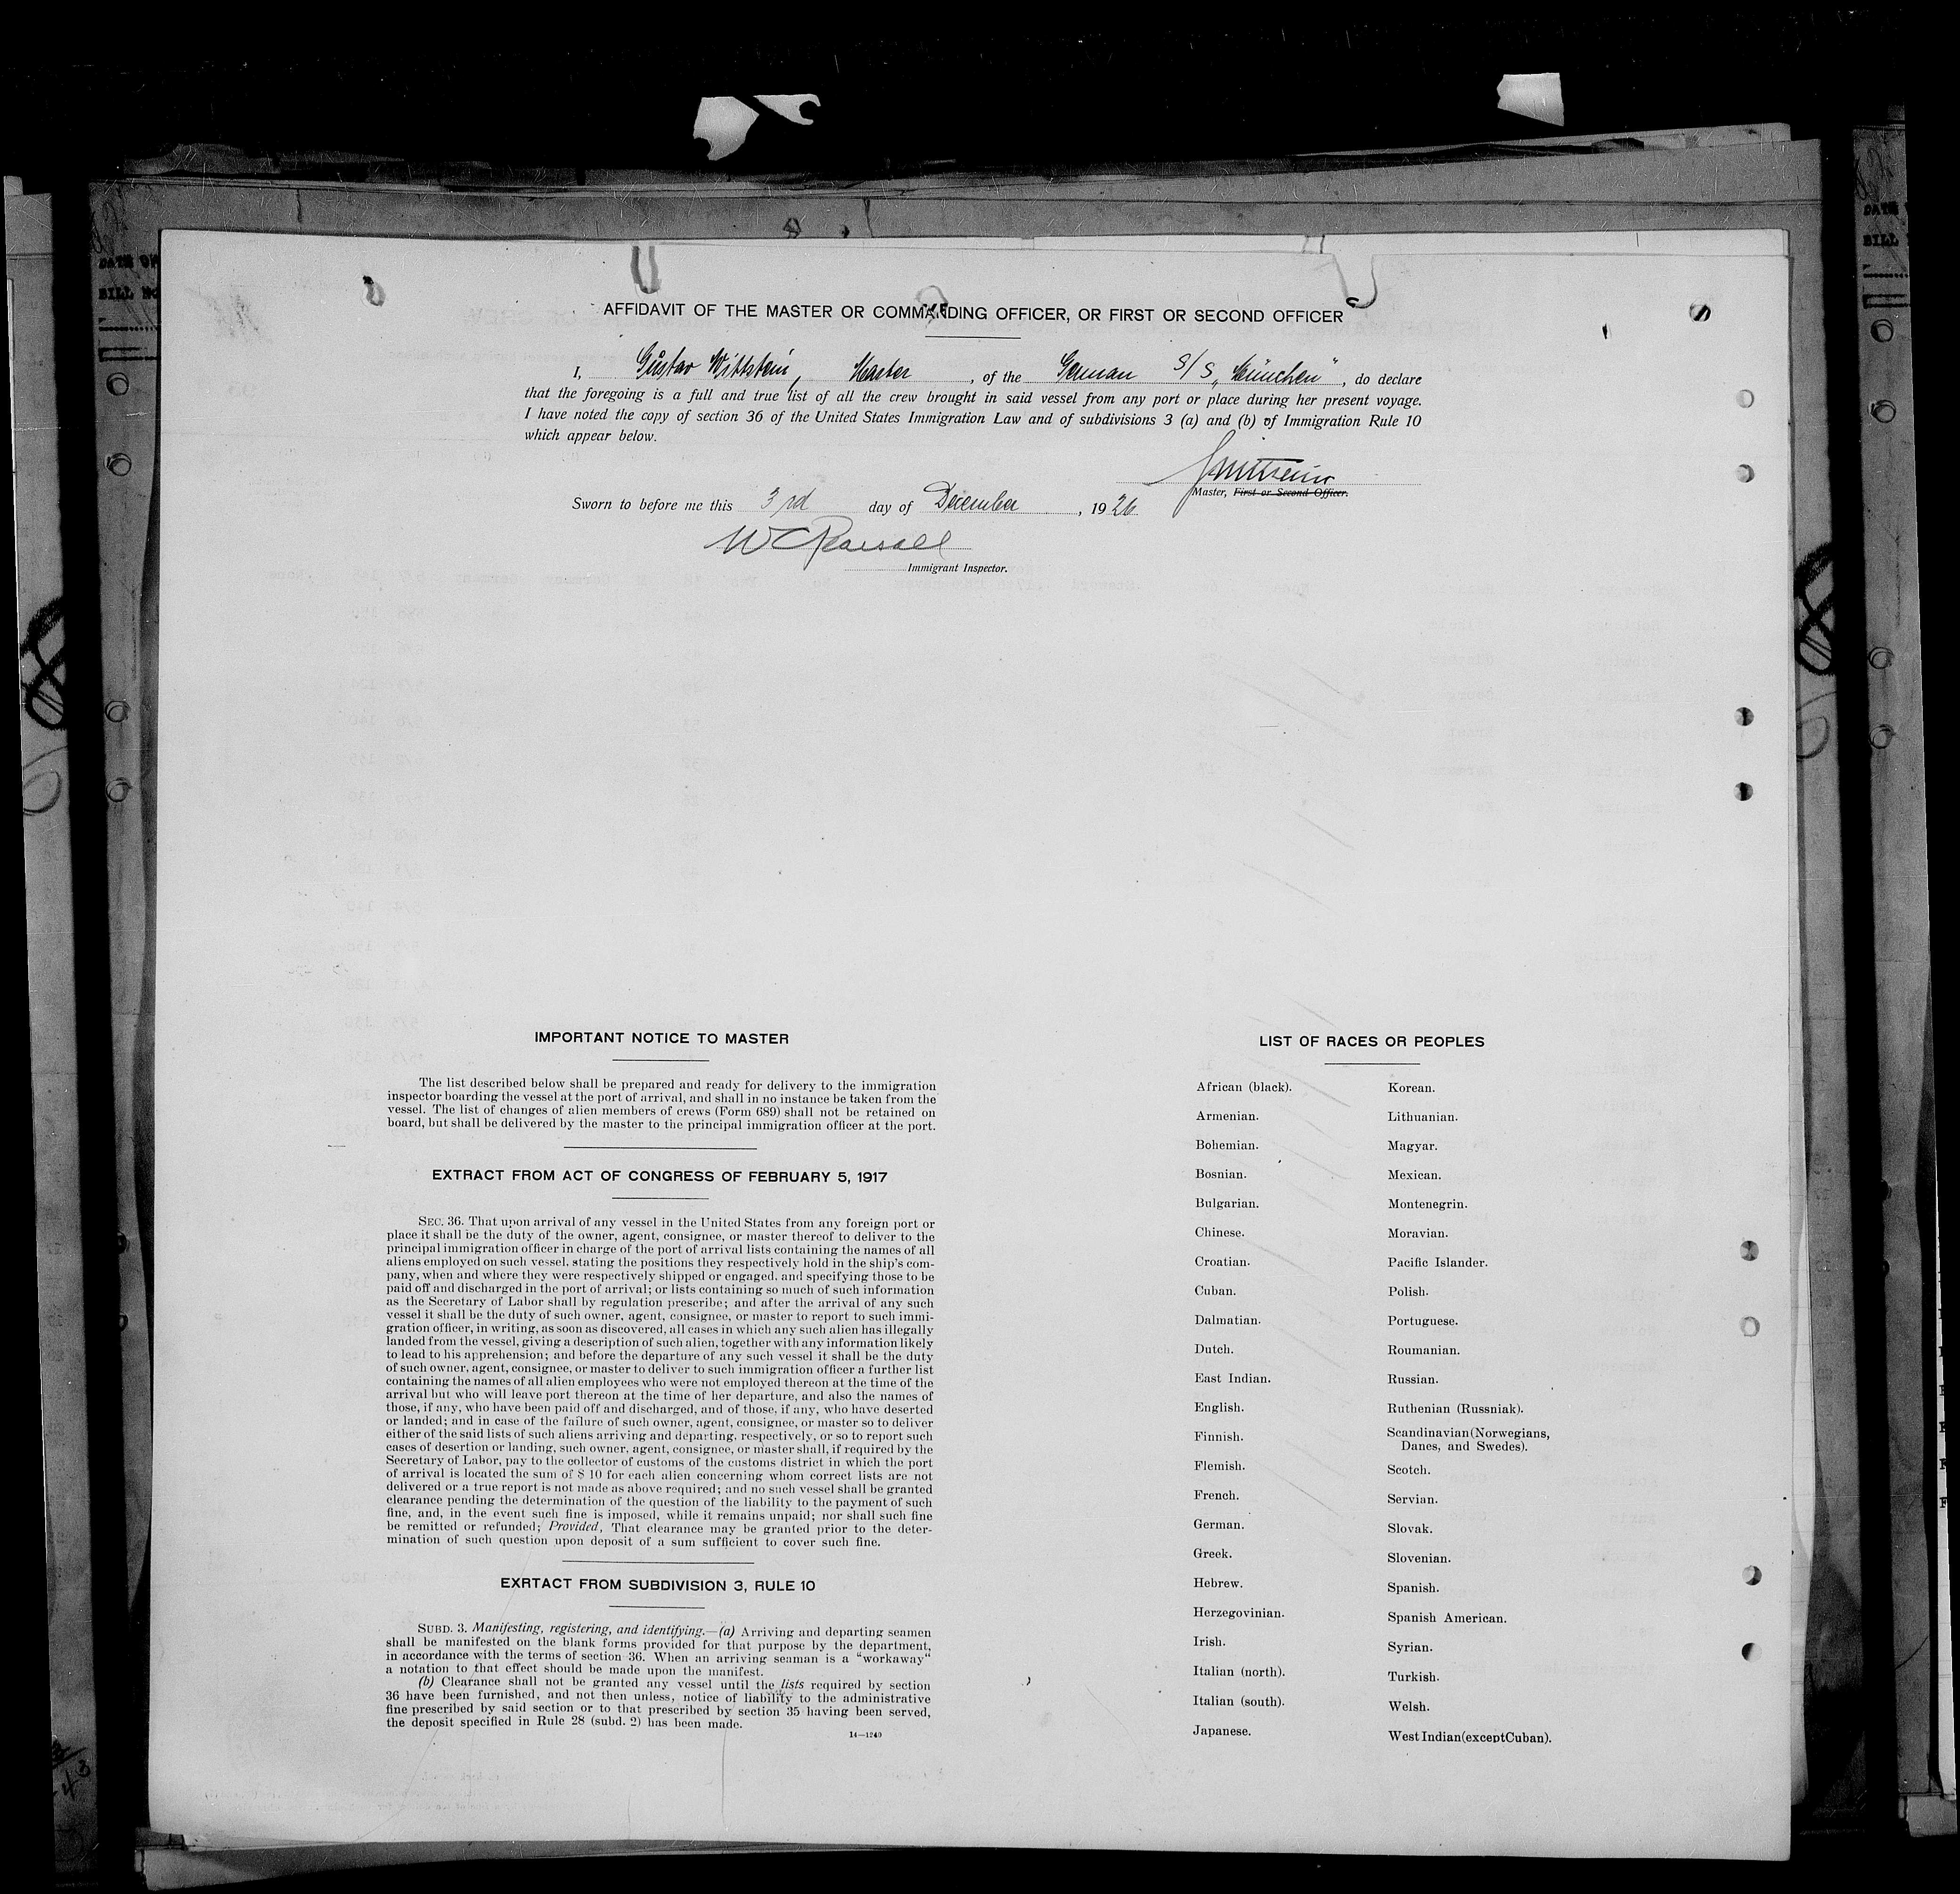 AFFIDAVIT OF THE MASTER OR COMMANDING OFFICER, OR FIRST OR SECOND OFFICER
I, Gustav Wittstein, Master, of the German S/S „München“, do declare
that the foregoing is a full and true list of all the crew brought in said vessel from any port or place during her present voyage.
I have noted the copy of section 36 of the United States Immigration Law and of subdivisions 3 (a) and (b) of Immigration Rule 10
which appear below.
Master, First or Second Officer.
Sworn to before me this 3rd day of December, 1926
Immigrant Inspector.
IMPORTANT NOTICE TO MASTER
The list described below shall be prepared and ready for delivery to the immigration
inspector boarding the vessel at the port of arrival, and shall in no instance be taken from the
vessel. The list of changes of alien members of crews (Form 689) shall not be retained on
board, but shall be delivered by the master to the principal immigration officer at the port.
EXTRACT FROM ACT OF CONGRESS OF FEBRUARY 5, 1917
SEC. 36. That upon arrival of any vessel in the United States from any foreign port or
place it shall be the duty of the owner, agent, consignee, or master thereof to deliver to the
principal immigration officer in charge of the port of arrival lists containing the names of all
aliens employed on such vessel, stating the positions they respectively hold in the ship's com-
pany, when and where they were respectively shipped or engaged, and specifying those to be
paid off and discharged in the port of arrival; or lists containing so much of such information
as the Secretary of Labor shall by regulation prescribe; and after the arrival of any such
vessel it shall be the duty of such owner, agent, consignee, or master to report to such immi-
gration officer, in writing, as soon as discovered, all cases in which any such alien has illegally
landed from the vessel, giving a description of such alien, together with any information likely
to lead to his apprehension; and before the departure of any such vessel it shall be the duty
of such owner, agent, consignee, or master to deliver to such immigration officer a further list
containing the names of all alien employees who were not employed thereon at the time of the
arrival but who will leave port thereon at the time of her departure, and also the names of
those, if any, who have been paid off and discharged, and of those, if any, who have deserted
or landed; and in case of the failure of such owner, agent, consignee, or master so to deliver
either of the said lists of such aliens arriving and departing, respectively, or so to report such
cases of desertion or landing, such owner, agent, consignee, or master shall, if required by the
Secretary of Labor, pay to the collector of customs of the customs district in which the port
of arrival is located the sum of $ 10 for each alien concerning whom correct lists are not
delivered or a true report is not made as above required; and no such vessel shall be granted
clearance pending the determination of the question of the liability to the payment of such
fine, and, in the event such fine is imposed, while it remains unpaid; nor shall such fine
be remitted or refunded; Provided, That clearance may be granted prior to the deter-
mination of such question upon deposit of a sum sufficient to cover such fine.
EXRTACT FROM SUBDIVISION 3, RULE 10
SUBD. 3. Manifesting, registering, and identifying.—(a) Arriving and departing seamen
shall be manifested on the blank forms provided for that purpose by the department,
in accordance with the terms of section 36. When an arriving seaman is a “workaway“
a notation to that effect should be made upon the manifest.
(b) Clearance shall not be granted any vessel until the lists required by section
36 have been furnished, and not then unless, notice of liability to the administrative
fine prescribed by said section or to that prescribed by section 35 having been served,
the deposit specified in Rule 28 (subd. 2) has been made.
14—1240
LIST OF RACES OR PEOPLES
African (black).
Armenian.
Bohemian.
Bosnian.
Bulgarian.
Chinese.
Croatian.
Cuban.
Dalmatian.
Dutch.
East Indian.
English.
Finnish.
Flemish.
French.
German.
Greek.
Hebrew.
Herzegovinian.
Irish.
Italian (north).
Italian (south).
Japanese.
Korean.
Lithuanian.
Magyar.
Mexican.
Montenegrin.
Moravian.
Pacific Islander.
Polish.
Portuguese.
Roumanian.
Russian.
Ruthenian (Russniak).
Scandinavian (Norwegians,
Danes, and Swedes).
Scotch.
Servian.
Slovak.
Slovenian.
Spanish.
Spanish American.
Syrian.
Turkish.
Welsh.
West Indian (except Cuban).